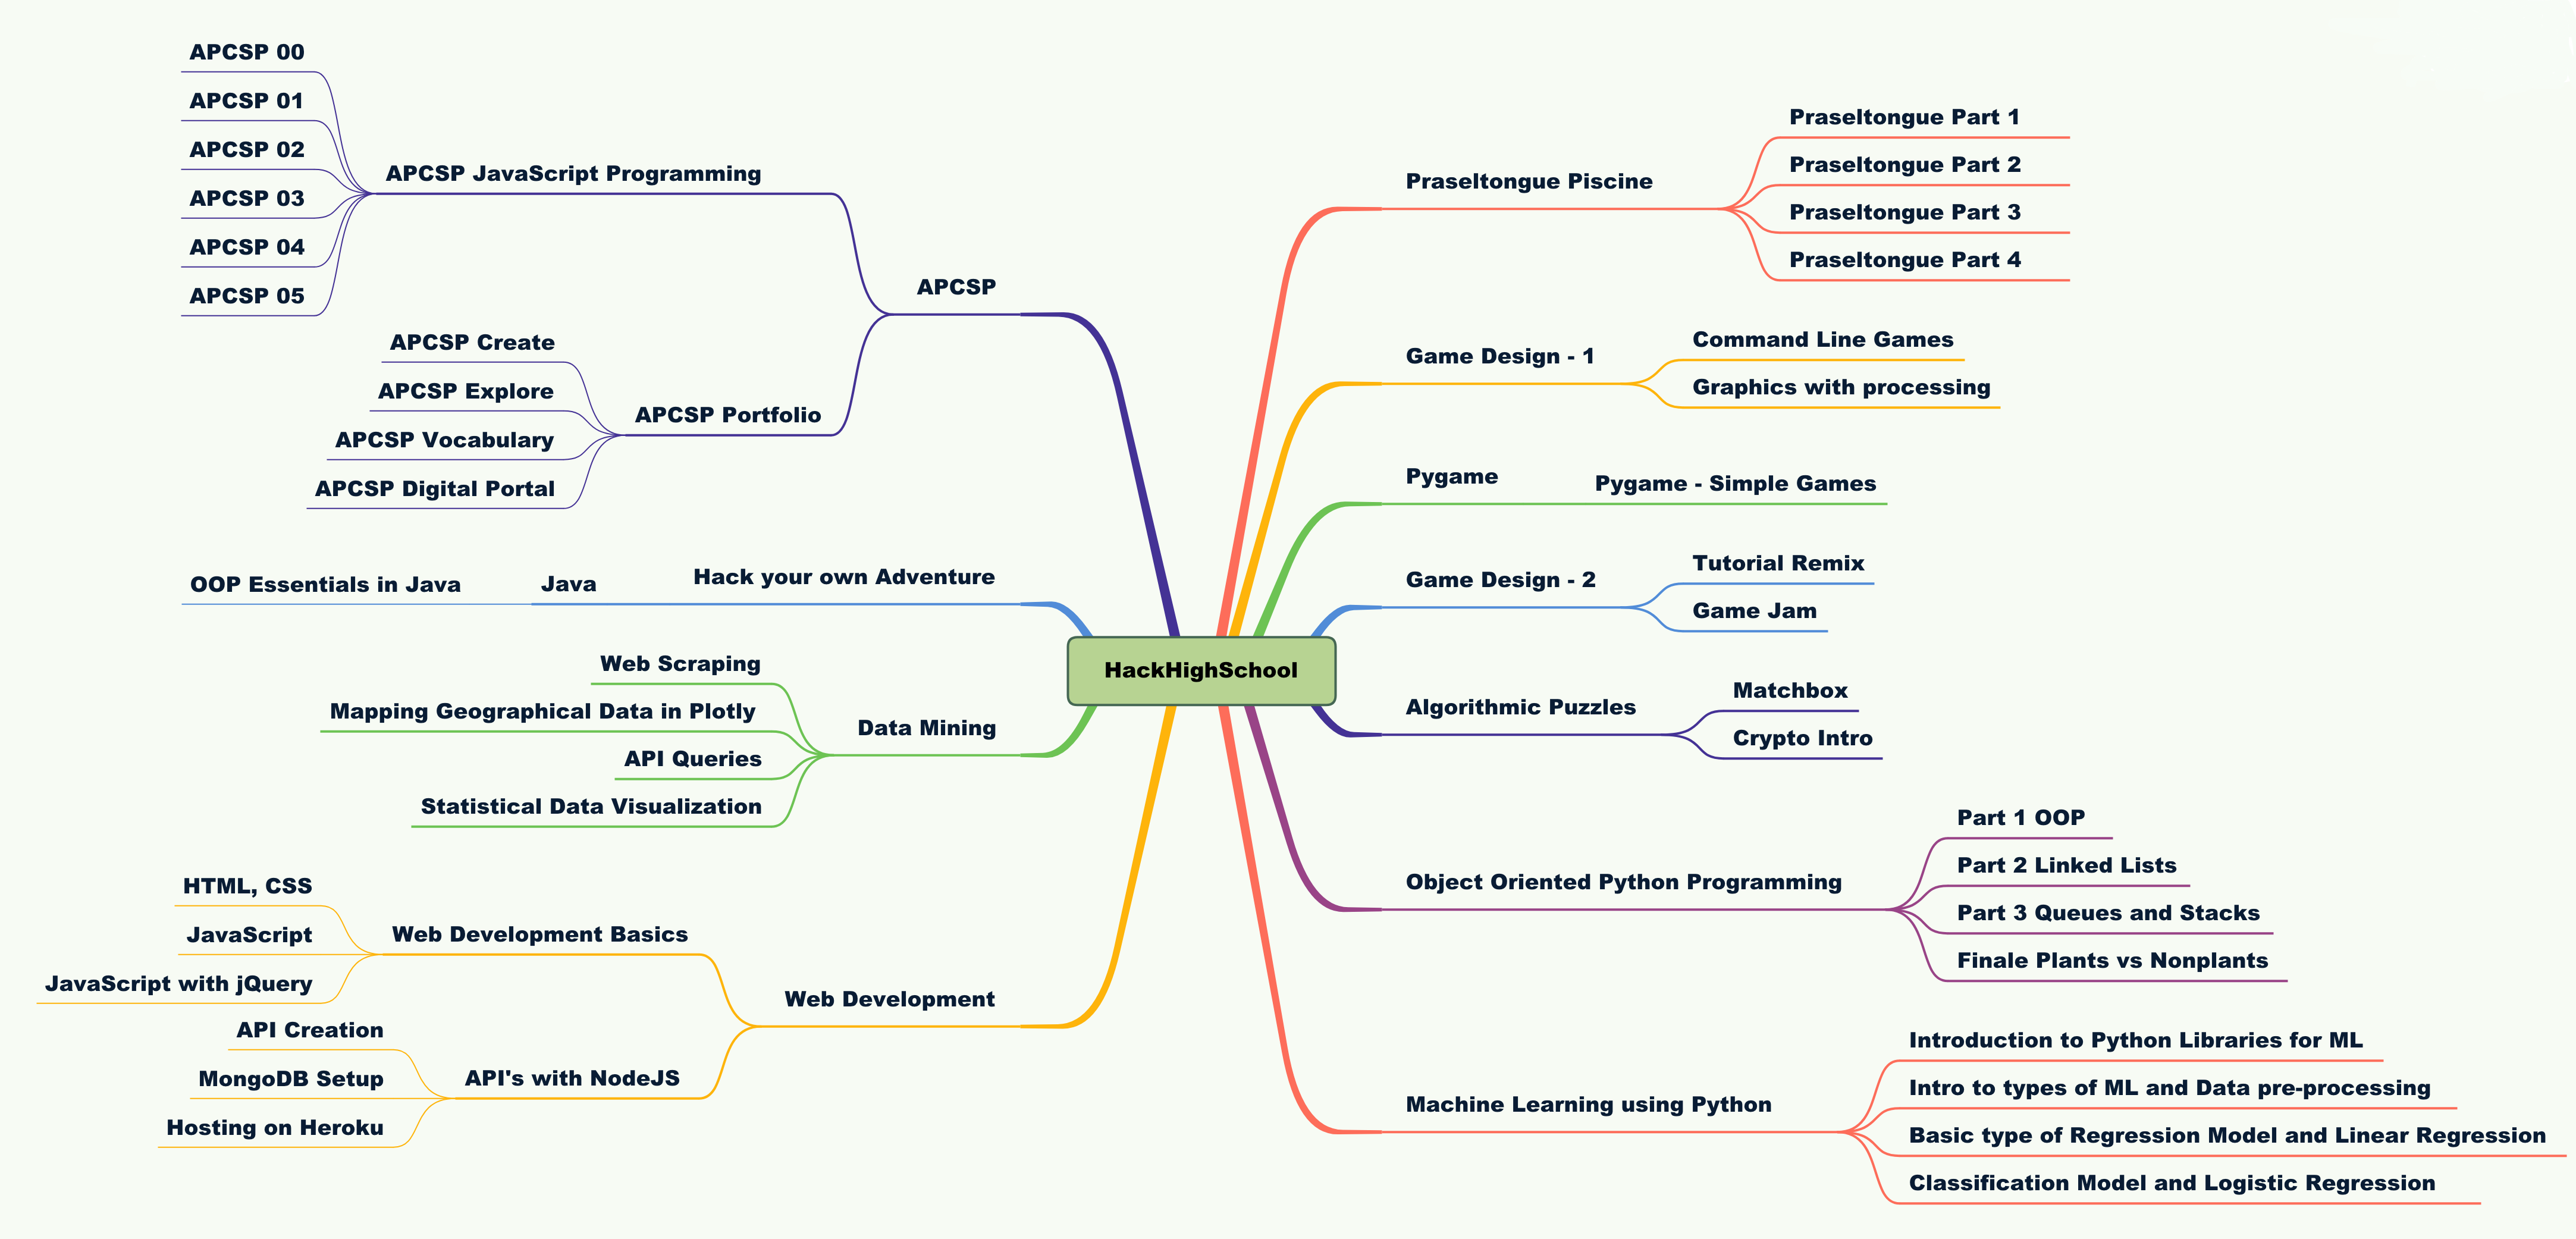 HackHighSchool
APCSP
APCSP JavaScript Programming
APCSP 00
APCSP 01
APCSP 02
APCSP 03
APCSP 04
APCSP 05
APCSP Portfolio
APCSP Create
APCSP Explore
APCSP Vocabulary
APCSP Digital Portal
Hack your own Adventure
Java
OOP Essentials in Java
Data Mining
Web Scraping
Mapping Geographical Data in Plotly
API Queries
Statistical Data Visualization
Web Development
Web Development Basics
HTML, CSS
JavaScript
JavaScript with jQuery
API's with NodeJS
API Creation
MongoDB Setup
Hosting on Heroku
Praseltongue Piscine
Praseltongue Part 1
Praseltongue Part 2
Praseltongue Part 3
Praseltongue Part 4
Game Design - 1
Command Line Games
Graphics with processing
Pygame
Pygame - Simple Games
Game Design - 2
Tutorial Remix
Game Jam
Algorithmic Puzzles
Matchbox
Crypto Intro
Object Oriented Python Programming
Part 1 OOP
Part 2 Linked Lists
Part 3 Queues and Stacks
Finale Plants vs Nonplants
Machine Learning using Python
Introduction to Python Libraries for ML
Intro to types of ML and Data pre-processing
Basic type of Regression Model and Linear Regression
Classification Model and Logistic Regression